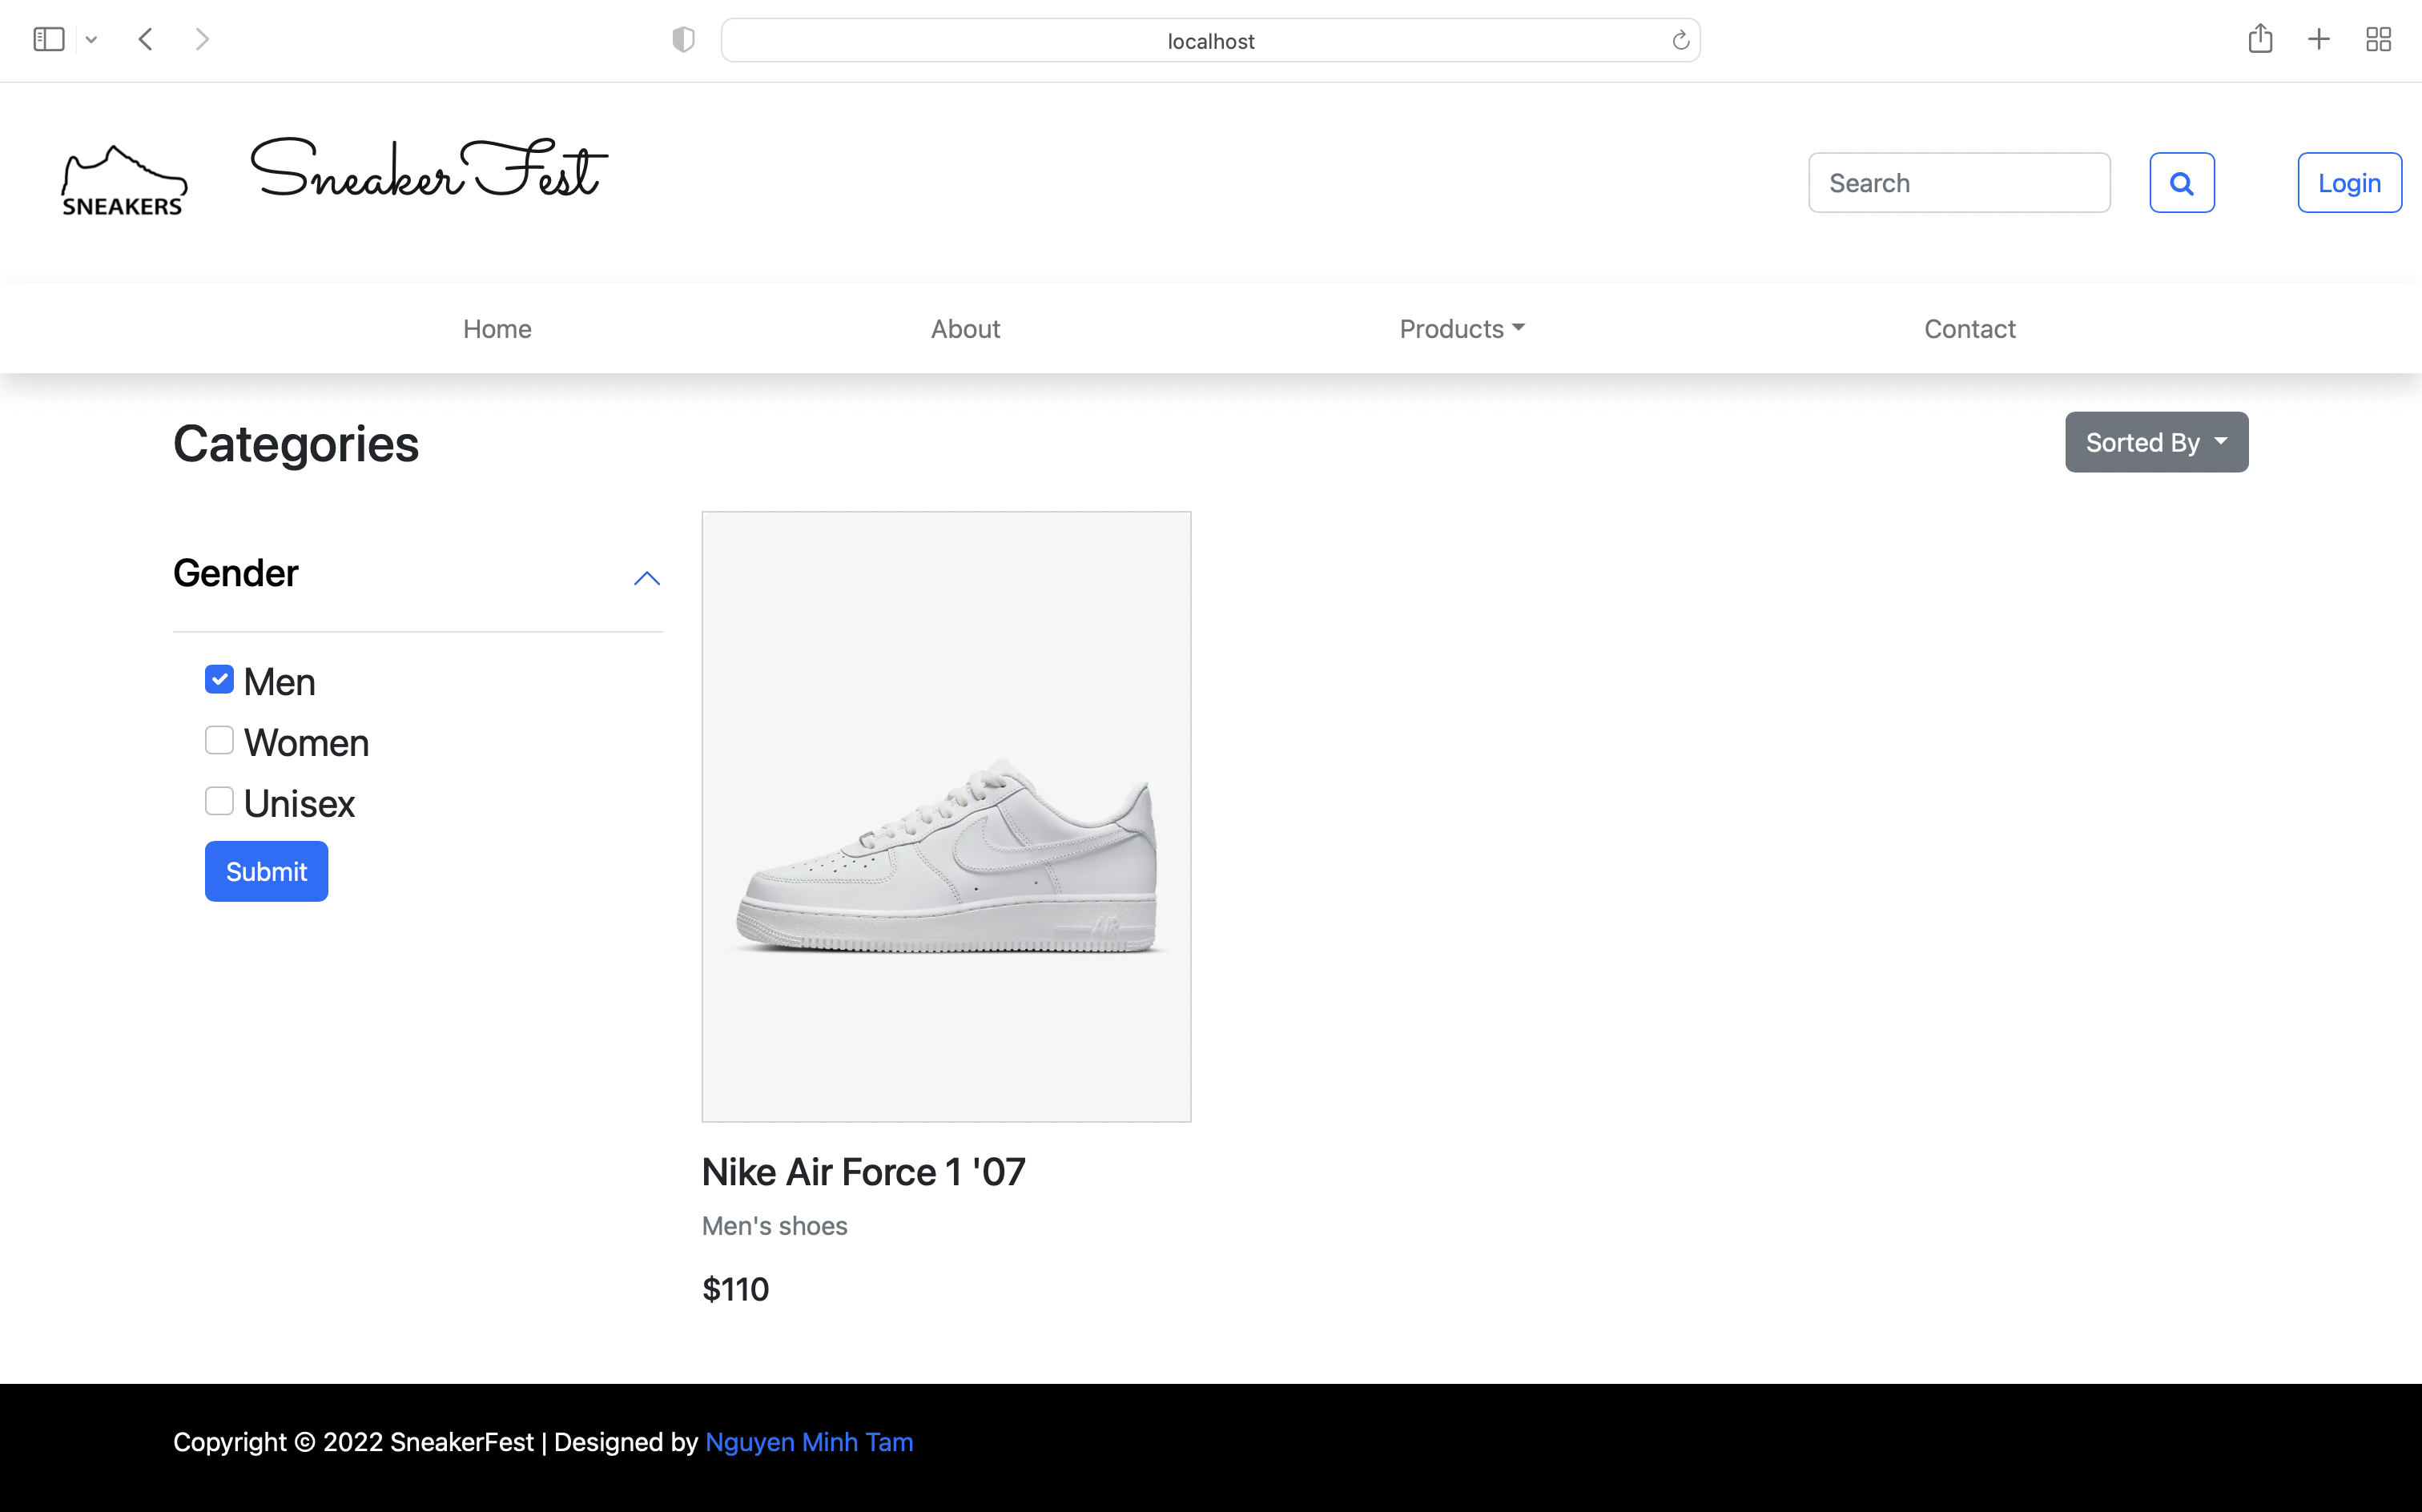 localhost
SNEAKERS
SneakerFest
Search
Login
Home
About
Products
Contact
Categories
Sorted By
Gender
Men
Women
Unisex
Submit
AIR
Nike Air Force 1 '07
Men's shoes
$110
Copyright © 2022 SneakerFest | Designed by Nguyen Minh Tam